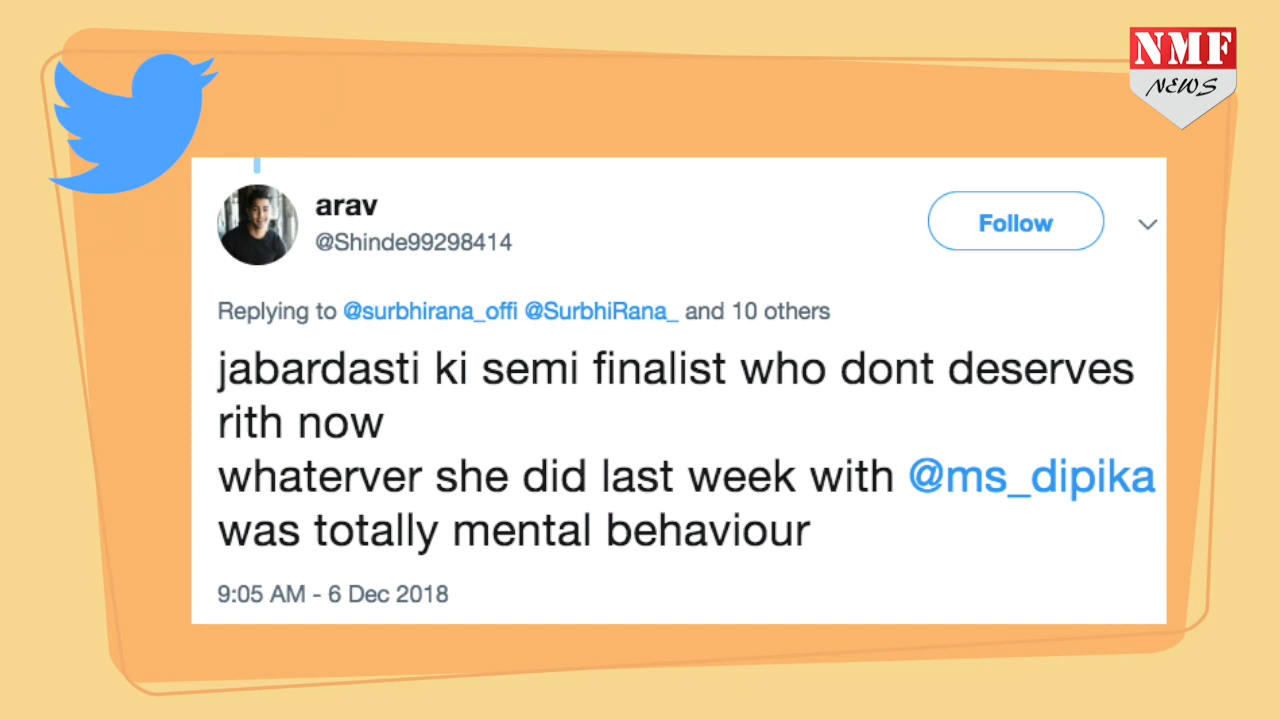 NMF
NEWS
arav
@Shinde99298414
Follow
Replying to @surbhirana_offi @SurbhiRana_ and 10 others
jabardasti ki semi finalist who dont deserves
rith now
whaterver she did last week with @ms_dipika
was totally mental behaviour
9:05 AM - 6 Dec 2018